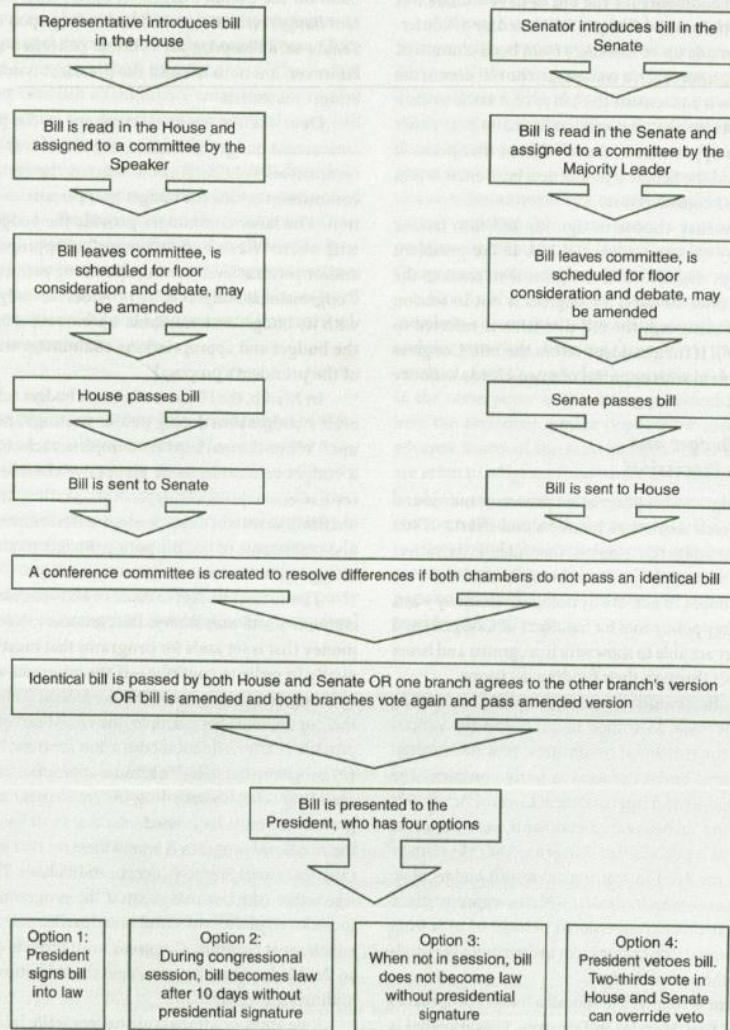 Representative introduces bill
in the House
Bill is read in the House and
assigned to a committee by the
Speaker
Bill leaves committee, is
scheduled for floor
consideration and debate, may
be amended
House passes bill
Bill is sent to Senate
Senator introduces bill in the
Senate
Bill is read in the Senate and
assigned to a committee by the
Majority Leader
Bill leaves committee, is
scheduled for floor
consideration and debate, may
be amended
Senate passes bill
Bill is sent to House
A conference committee is created to resolve differences if both chambers do not pass an identical bill
Identical bill is passed by both House and Senate OR one branch agrees to the other branch's version
OR bill is amended and both branches vote again and pass amended version
Bill is presented to the
President, who has four options
Option 1:
President
signs bill
into law
Option 2:
During congressional
session, bill becomes law
after 10 days without
presidential signature
Option 3:
When not in session, bill
does not become law
without presidential
signature
Option 4:
President vetoes bill.
Two-thirds vote in
House and Senate
can override veto